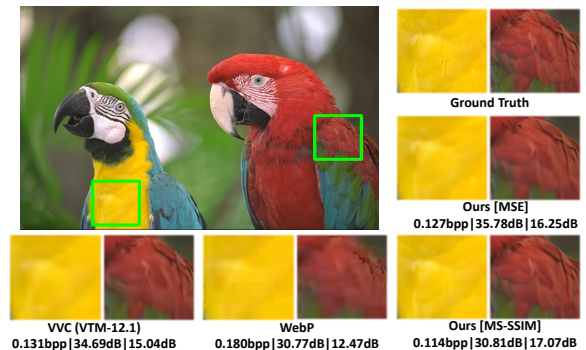 Ground Truth
Ours [MSE]
0.127bpp|35.78dB|16.25dB
VVC (VTM-12.1)
0.131bpp|34.69dB|15.04dB
WebP
0.180bpp|30.77dB|12.47dB
Ours [MS-SSIM]
0.114bpp|30.81dB|17.07dB